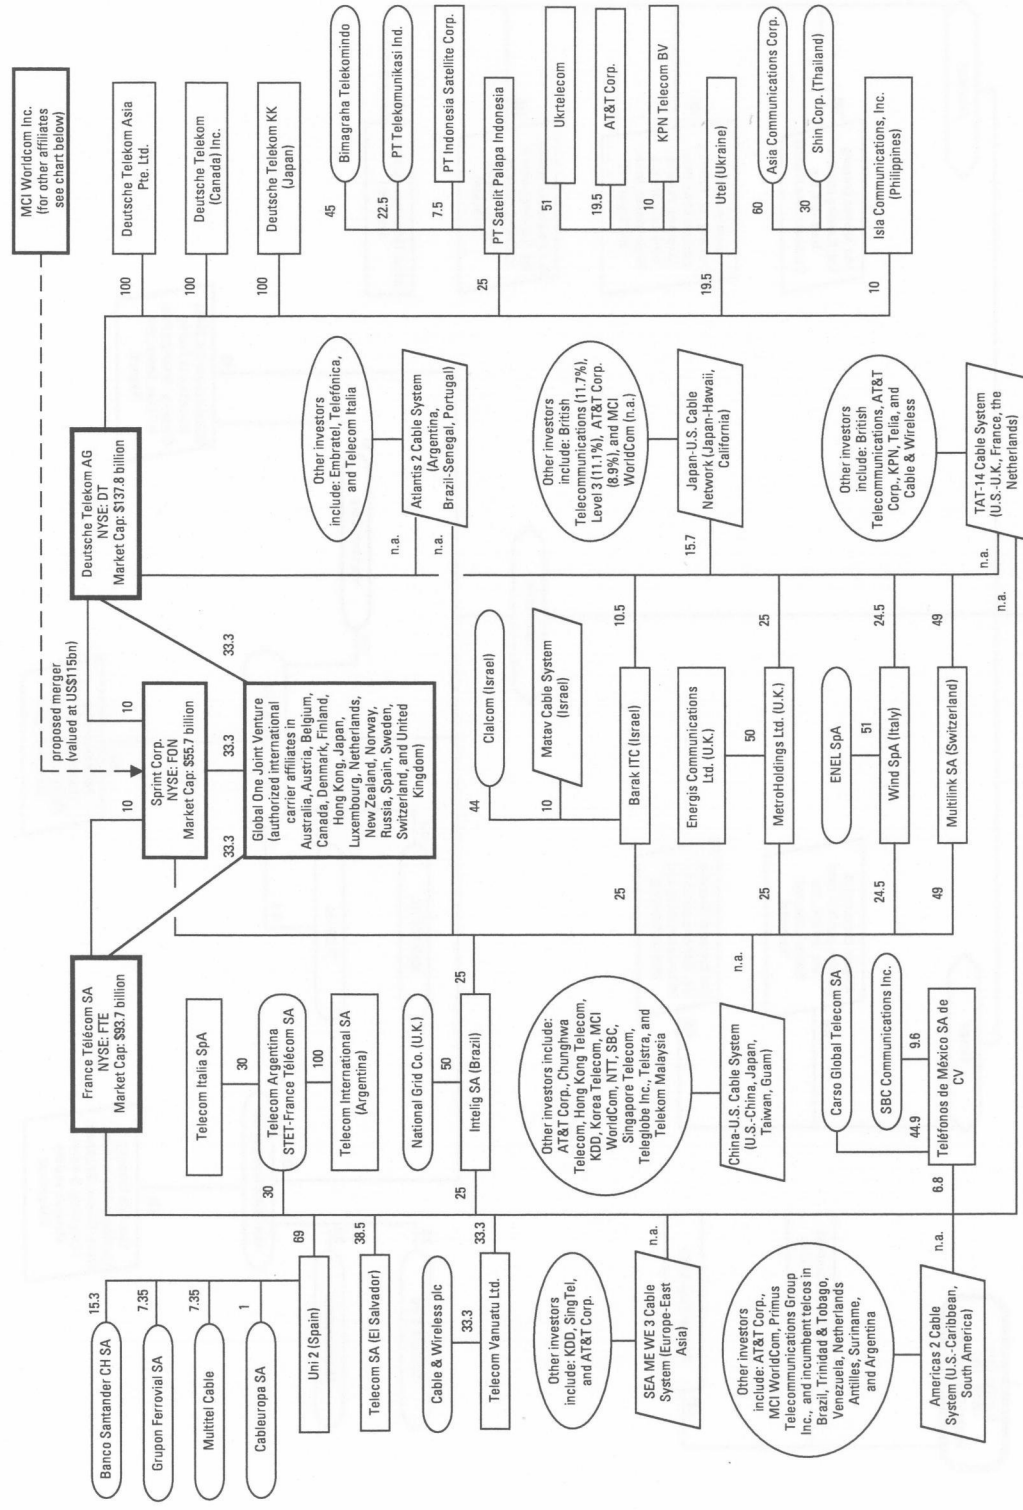 MCI Worldcom Inc.
(for other affiliates
see chart below)
proposed merger
(valued at US$115bn)
France Télécom SA
NYSE: FTE
Market Cap: $93.7 billion
10
Sprint Corp.
NYSE: FON
Market Cap: $55.7 billion
10
Deutsche Telekom AG
NYSE: DT
Market Cap: $137.8 billion
33.3
33.3
33.3
Global One Joint Venture
(authorized international
carrier affiliates in
Australia, Austria, Belgium,
Canada, Denmark, Finland,
Hong Kong, Japan,
Luxembourg, Netherlands,
New Zealand, Norway,
Russia, Spain, Sweden,
Switzerland, and United
Kingdom)
Banco Santander CH SA
15.3
Grupon Ferrovial SA
7.35
Multitel Cable
7.35
Cableuropa SA
1
Uni 2 (Spain)
69
Telecom SA (El Salvador)
38.5
Cable & Wireless plc
33.3
Telecom Vanuatu Ltd.
33.3
Other investors
include: KDD, SingTel,
and AT&T Corp.
SEA ME WE 3 Cable
System (Europe-East
Asia)
n.a.
Other investors
include: AT&T Corp.,
MCI WorldCom, Primus
Telecommunications Group
Inc., and incumbent telcos in
Brazil, Trinidad & Tobago,
Venezuela, Netherlands
Antilles, Suriname,
and Argentina
Americas 2 Cable
System (U.S.-Caribbean,
South America)
n.a.
Telecom Italia SpA
30
Telecom Argentina
STET-France Télécom SA
30
100
Telecom International SA
(Argentina)
National Grid Co. (U.K.)
50
Intelig SA (Brazil)
25
25
Other investors include:
AT&T Corp., Chunghwa
Telecom, Hong Kong Telecom,
KDD, Korea Telecom, MCI
WorldCom, NTT, SBC,
Singapore Telecom,
Teleglobe Inc., Telstra, and
Telekom Malaysia
China-U.S. Cable System
(U.S.-China, Japan,
Taiwan, Guam)
n.a.
Carso Global Telecom SA
SBC Communications Inc.
44.9
9.6
Teléfonos de México SA de
CV
6.8
Clalcom (Israel)
44
Matav Cable System
(Israel)
10
Barak ITC (Israel)
25
10.5
Energis Communications
Ltd. (U.K.)
50
MetroHoldings Ltd. (U.K.)
25
25
ENEL SpA
51
Wind SpA (Italy)
24.5
24.5
Multilink SA (Switzerland)
49
49
Other investors
include: Embratel, Telefónica,
and Telecom Italia
Atlantis 2 Cable System
(Argentina,
Brazil-Senegal, Portugal)
n.a.
n.a.
Other investors
include: British
Telecommunications (11.7%),
Level 3 (11.1%), AT&T Corp.
(8.9%), and MCI
WorldCom (n.a.)
Japan-U.S. Cable
Network (Japan-Hawaii,
California)
15.7
Other investors
include: British
Telecommunications, AT&T
Corp., KPN, Telia, and
Cable & Wireless
TAT-14 Cable System
(U.S.-U.K., France, the
Netherlands)
n.a.
n.a.
100
Deutsche Telekom Asia
Pte. Ltd.
100
Deutsche Telekom
(Canada) Inc.
100
Deutsche Telekom KK
(Japan)
45
Bimagraha Telekomindo
22.5
PT Telekomunikasi Ind.
7.5
PT Indonesia Satellite Corp.
25
PT Satelit Palapa Indonesia
51
Ukrtelecom
19.5
AT&T Corp.
10
KPN Telecom BV
19.5
Utel (Ukraine)
60
Asia Communications Corp.
30
Shin Corp. (Thailand)
10
Isla Communications, Inc.
(Philippines)